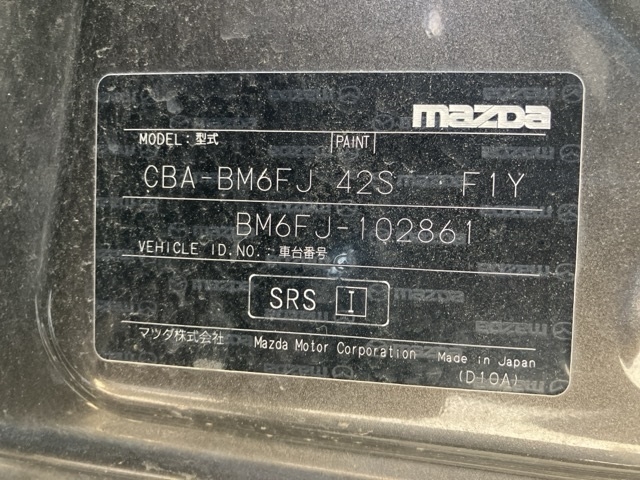 mazda
MODEL:型式 PAINT
CBA-BM6FJ 42S F1Y
BM6FJ-102861
VEHICLE ID.NO.:車台番号
SRS I
マツダ株式会社 Mazda Motor Corporation Made in Japan
(D10A)